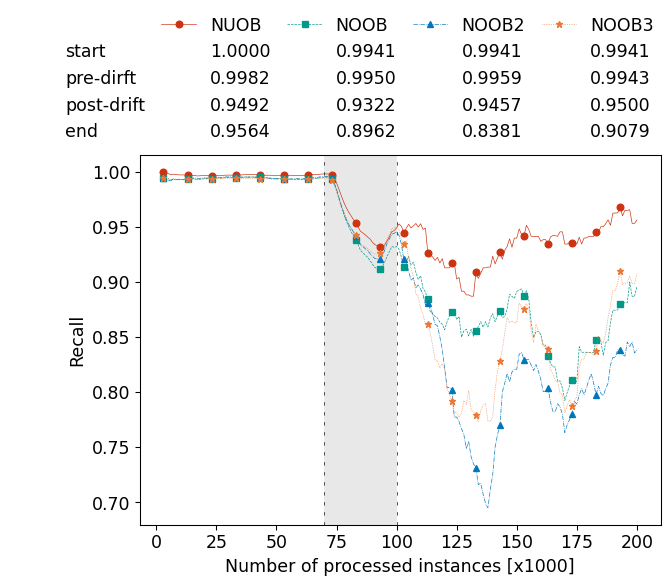 NUOB NOOB NOOB2 NOOB3
start 1.0000 0.9941 0.9941 0.9941
pre-dirft 0.9982 0.9950 0.9959 0.9943
post-drift 0.9492 0.9322 0.9457 0.9500
end 0.9564 0.8962 0.8381 0.9079
1.00
0.95
0.90
0.85
0.80
0.75
0.70
Recall
0 25 50 75 100 125 150 175 200
Number of processed instances [x1000]